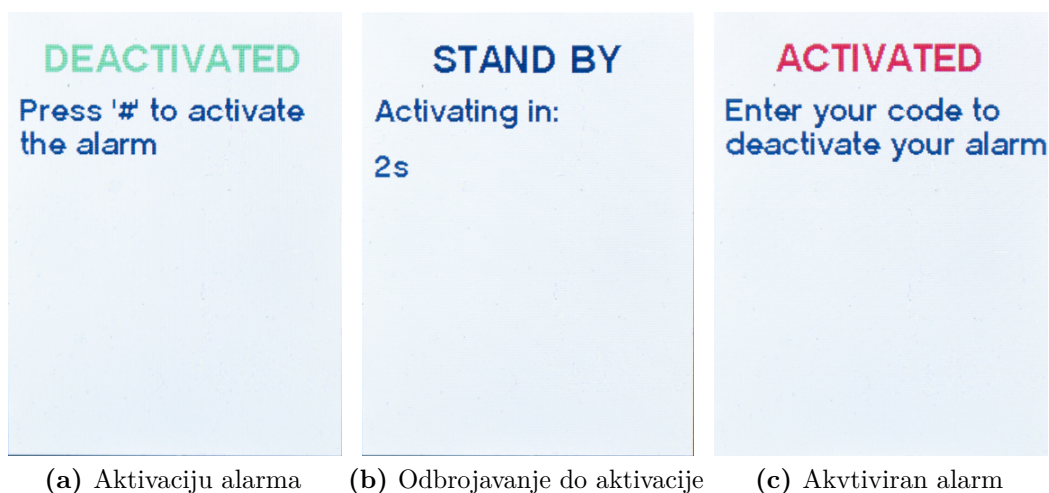 DEACTIVATED
Press '#' to activate
the alarm
STAND BY
Activating in:
2s
ACTIVATED
Enter your code to
deactivate your alarm
(a) Aktivaciju alarma
(b) Odbrojavanje do aktivacije
(c) Akvtiviran alarm